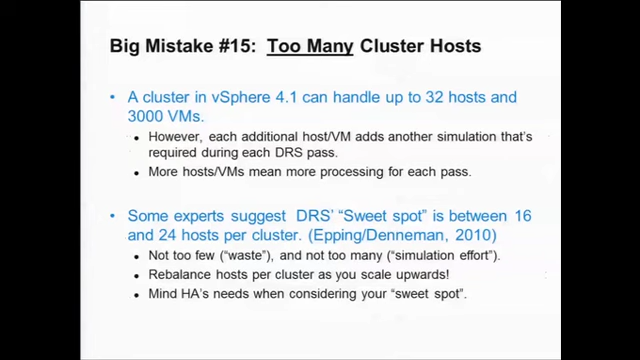 Big Mistake #15: Too Many Cluster Hosts
• A cluster in vSphere 4.1 can handle up to 32 hosts and
3000 VMs.
• However, each additional host/VM adds another simulation that's
required during each DRS pass.
• More hosts/VMs mean more processing for each pass.
• Some experts suggest DRS' “Sweet spot” is between 16
and 24 hosts per cluster. (Epping/Denneman, 2010)
• Not too few (“waste”), and not too many (“simulation effort”).
• Rebalance hosts per cluster as you scale upwards!
• Mind HA's needs when considering your “sweet spot”.